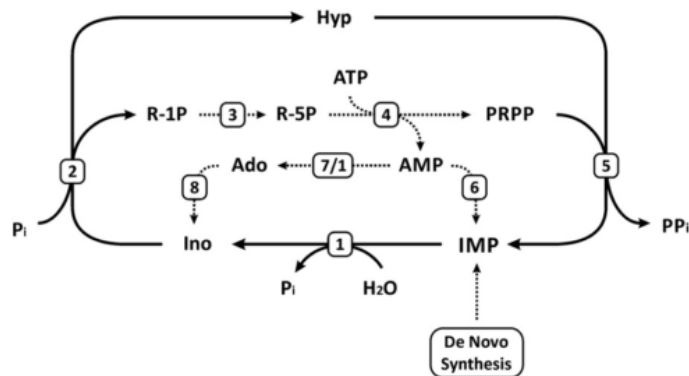 Hyp
ATP
R-1P 3 R-5P 4 PRPP
2 Ado 7/1 AMP 5
8 6
Pi Ino 1 IMP PPi
Pi H2O
De Novo
Synthesis